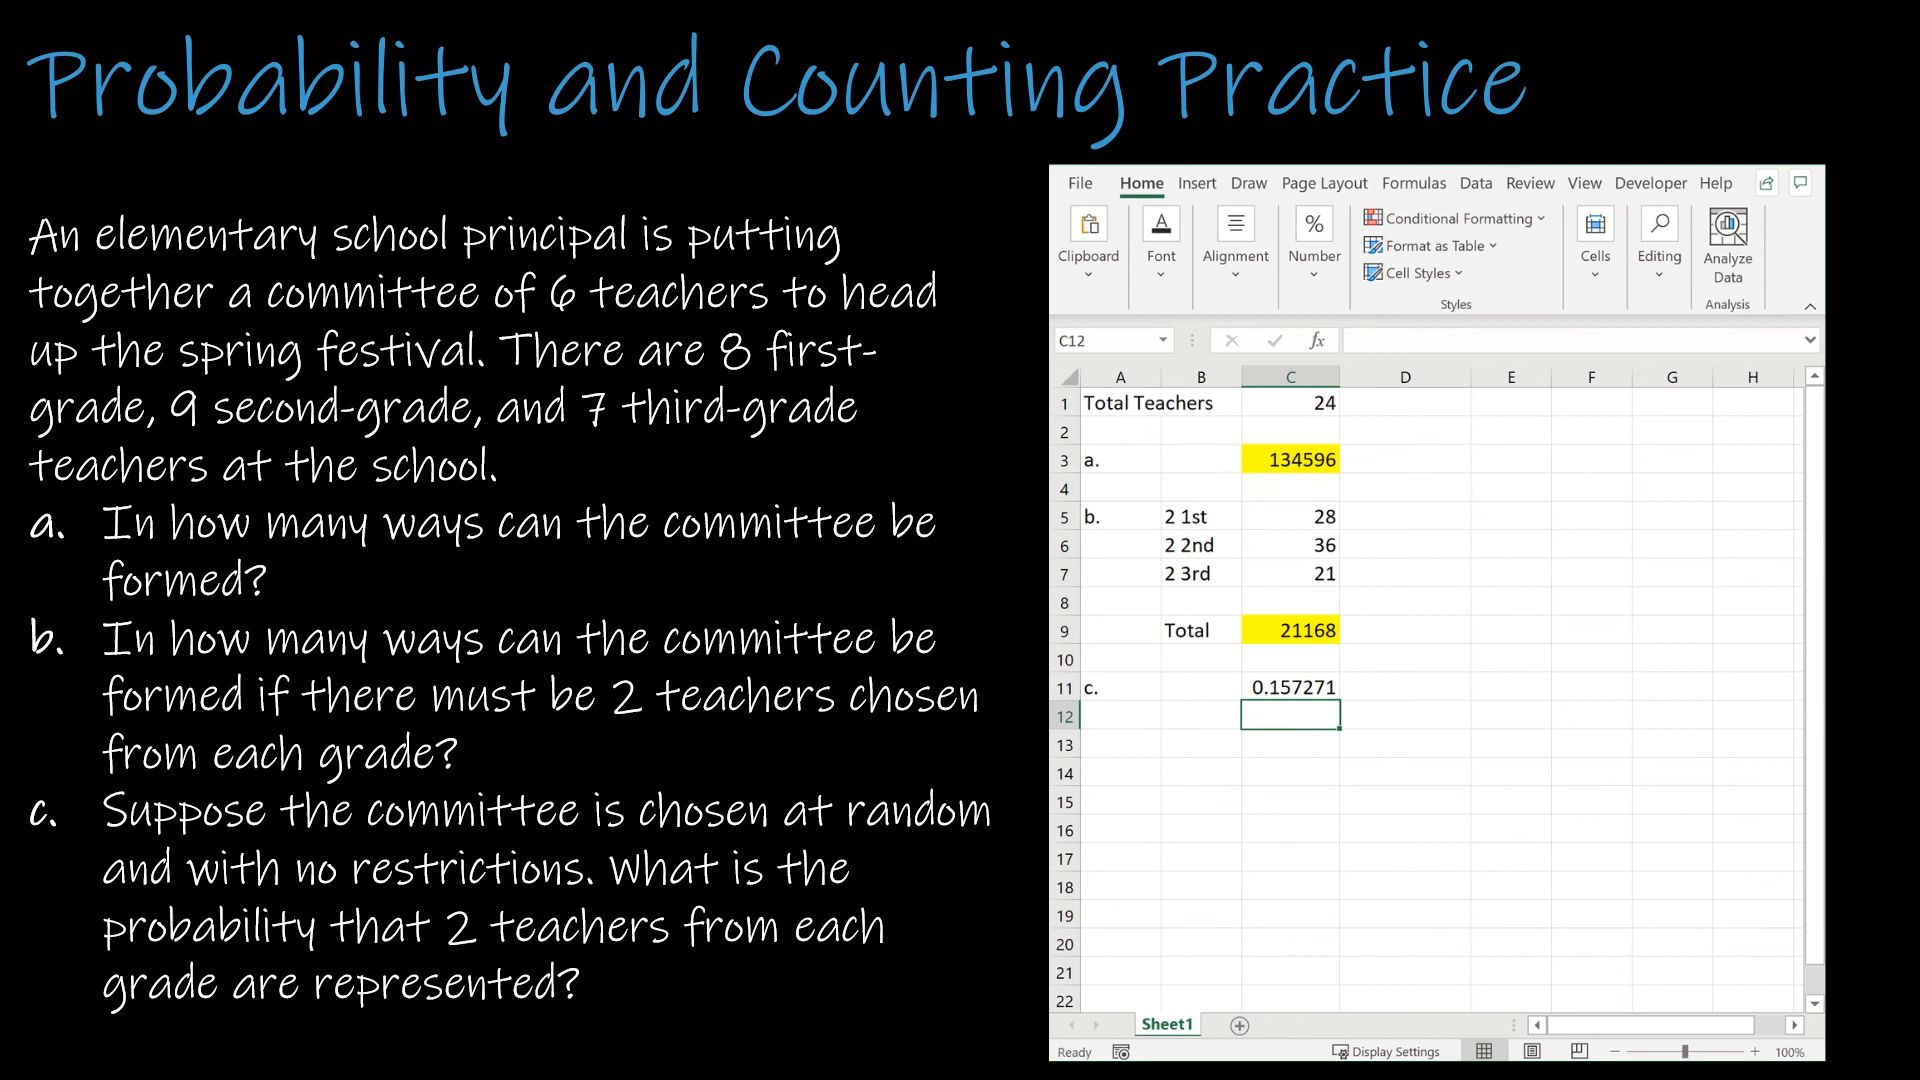 Probability and Counting Practice
An elementary school principal is putting
together a committee of 6 teachers to head
up the spring festival. There are 8 first-
grade, 9 second-grade, and 7 third-grade
teachers at the school.
a. In how many ways can the committee be
formed?
b. In how many ways can the committee be
formed if there must be 2 teachers chosen
from each grade?
c. Suppose the committee is chosen at random
and with no restrictions. What is the
probability that 2 teachers from each
grade are represented?
File Home Insert Draw Page Layout Formulas Data Review View Developer Help
Clipboard Font Alignment % Number Conditional Formatting Format as Table Cell Styles Cells Editing Analyze Data
Styles Analysis
C12 fx
A B C D E F G H
1 Total Teachers 24
2
3 a. 134596
4
5 b. 2 1st 28
6 2 2nd 36
7 2 3rd 21
8
9 Total 21168
10
11 c. 0.157271
12
13
14
15
16
17
18
19
20
21
22
Sheet1
Ready Display Settings 100%